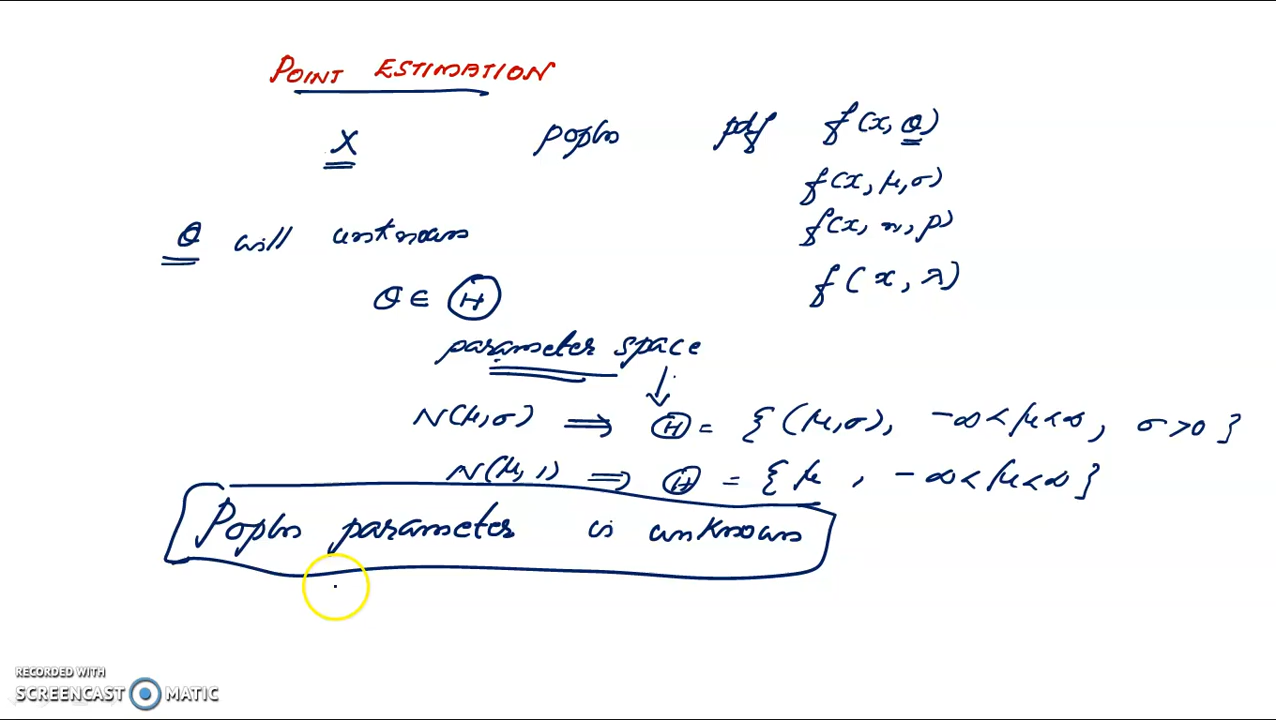 POINT ESTIMATION
X popln pdf f(x, θ)
f(x, μ, σ)
θ will unknown f(x, n, p)
θ ∈ Ⓗ f(x, λ)
parameter space
N(μ, σ) ⟹ Ⓗ = {(μ, σ), -∞ < μ < ∞, σ > 0}
N(μ, 1) ⟹ Ⓗ = {μ, -∞ < μ < ∞}
Popln parameter is unknown
RECORDED WITH
SCREENCAST MATIC